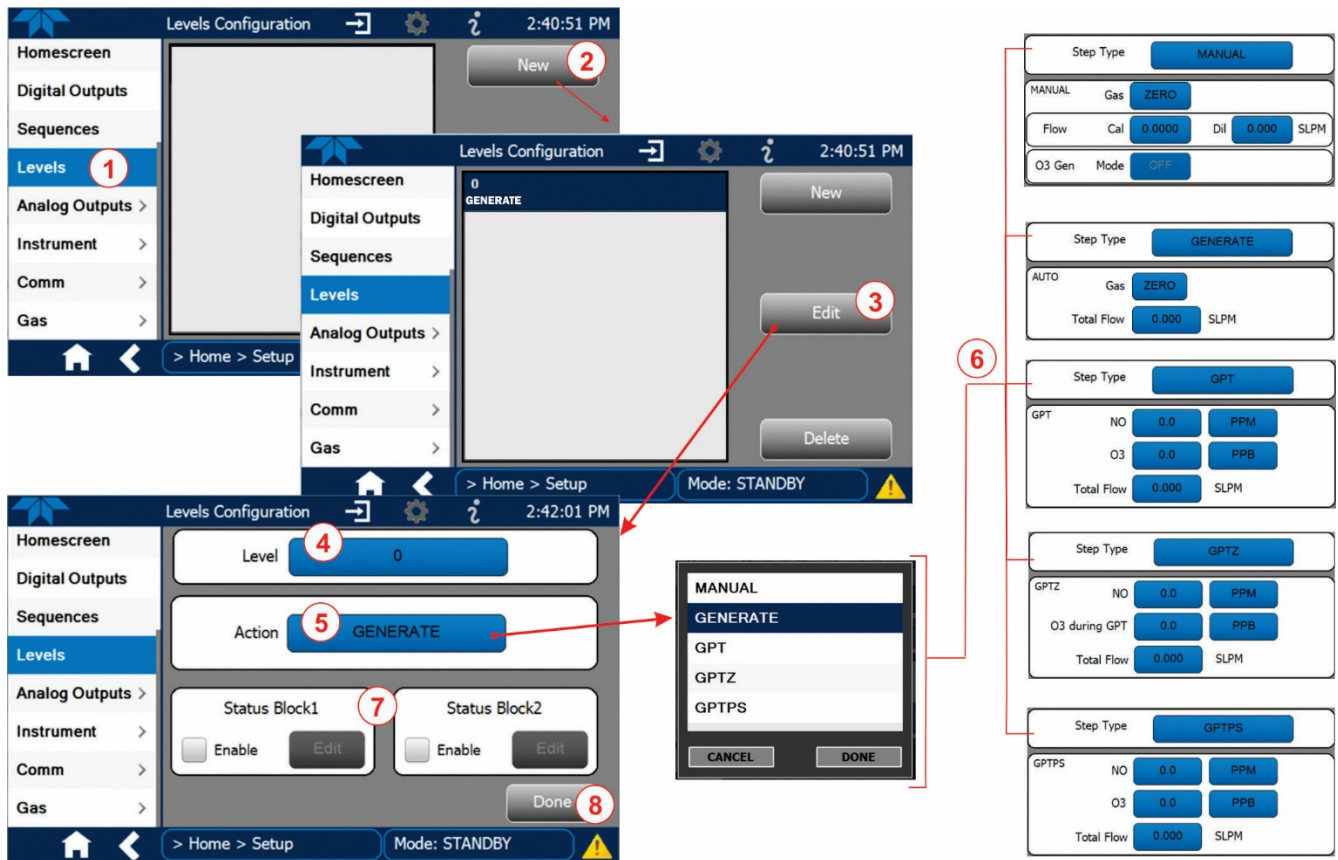 Levels Configuration 2:40:51 PM
Homescreen
Digital Outputs
Sequences
Levels 1
Analog Outputs >
Instrument >
Comm >
Gas >
New 2
> Home > Setup
Levels Configuration 2:40:51 PM
Homescreen
Digital Outputs
Sequences
Levels
Analog Outputs >
Instrument >
Comm >
Gas >
0
GENERATE
New
Edit 3
Delete
> Home > Setup Mode: STANDBY
Levels Configuration 2:42:01 PM
Homescreen
Digital Outputs
Sequences
Levels
Analog Outputs >
Instrument >
Comm >
Gas >
Level 4 0
Action 5 GENERATE
Status Block1 7 Status Block2
Enable Edit Enable Edit
Done 8
> Home > Setup Mode: STANDBY
MANUAL
GENERATE
GPT
GPTZ
GPTPS
CANCEL DONE
6
Step Type MANUAL
MANUAL Gas ZERO
Flow Cal 0.0000 Dil 0.000 SLPM
O3 Gen Mode OFF
Step Type GENERATE
AUTO Gas ZERO
Total Flow 0.000 SLPM
Step Type GPT
GPT NO 0.0 PPM
O3 0.0 PPB
Total Flow 0.000 SLPM
Step Type GPTZ
GPTZ NO 0.0 PPM
O3 during GPT 0.0 PPB
Total Flow 0.000 SLPM
Step Type GPTPS
GPTPS NO 0.0 PPM
O3 0.0 PPB
Total Flow 0.000 SLPM